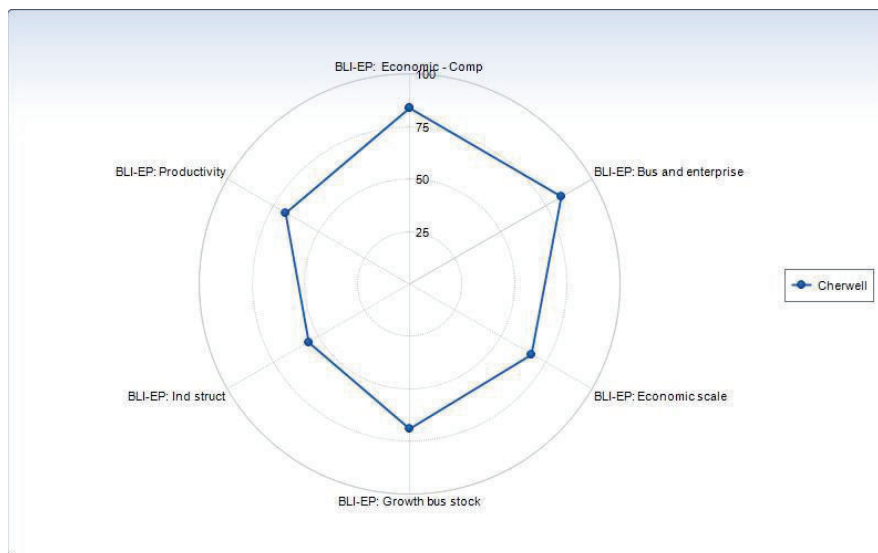 BLI-EP: Economic - Comp
100
75
BLI-EP: Productivity
BLI-EP: Bus and enterprise
50
25
Cherwell
BLI-EP: Ind struct
BLI-EP: Economic scale
BLI-EP: Growth bus stock